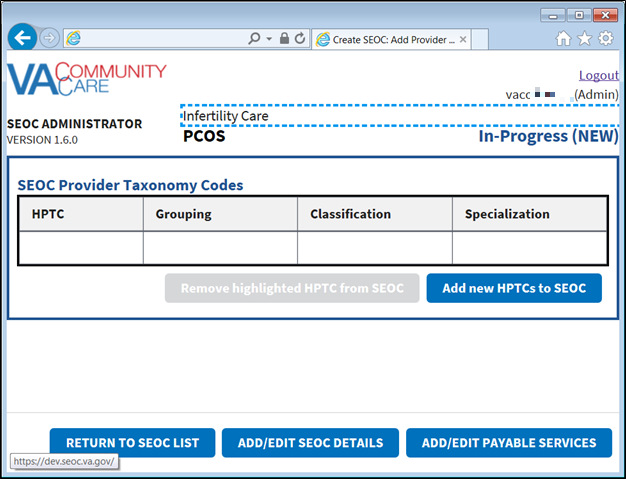 Create SEOC: Add Provider ...
VA COMMUNITY CARE
Logout
vacc (Admin)
SEOC ADMINISTRATOR
VERSION 1.6.0
Infertility Care
PCOS
In-Progress (NEW)
SEOC Provider Taxonomy Codes
HPTC Grouping Classification Specialization
Remove highlighted HPTC from SEOC Add new HPTCs to SEOC
RETURN TO SEOC LIST ADD/EDIT SEOC DETAILS ADD/EDIT PAYABLE SERVICES
https://dev.seoc.va.gov/